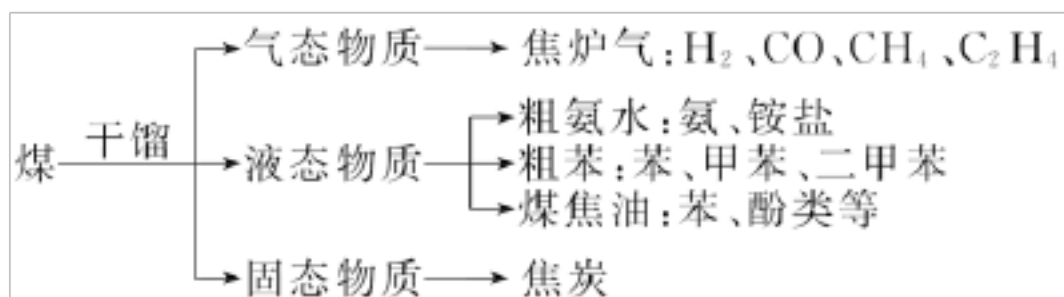 气态物质 焦炉气:H₂、CO、CH₄、C₂H₄
粗氨水:氨、铵盐
煤 干馏 液态物质 粗苯:苯、甲苯、二甲苯
煤焦油:苯、酚类等
固态物质 焦炭